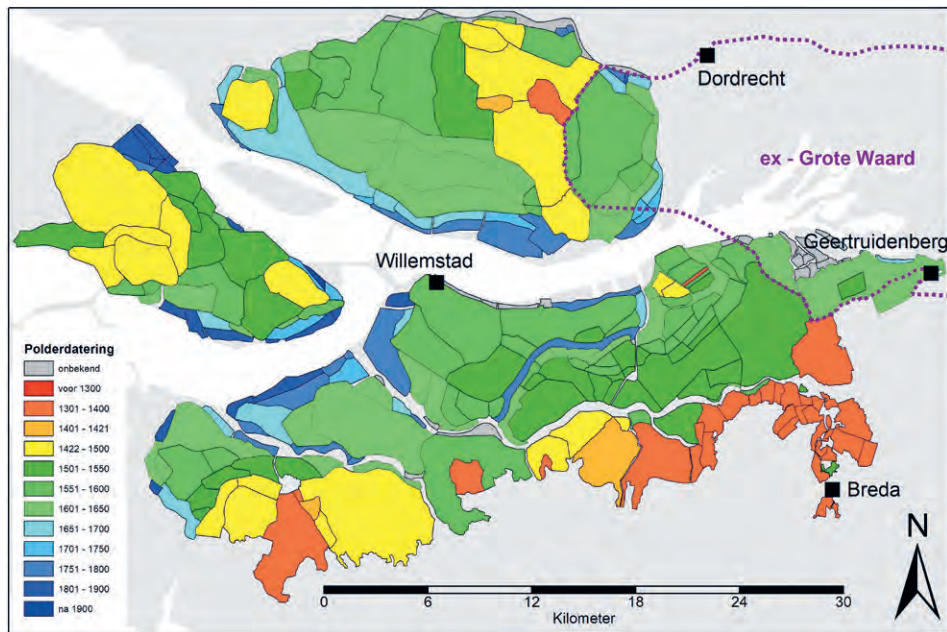 Dordrecht
ex - Grote Waard
Geertruidenberg
Willemstad
Polderdatering
onbekend
voor 1300
1301 - 1400
1401 - 1421
1422 - 1500
1501 - 1550
1551 - 1600
1601 - 1650
1651 - 1700
1701 - 1750
1751 - 1800
1801 - 1900
na 1900
Breda
N
0 6 12 18 24 30
Kilometer